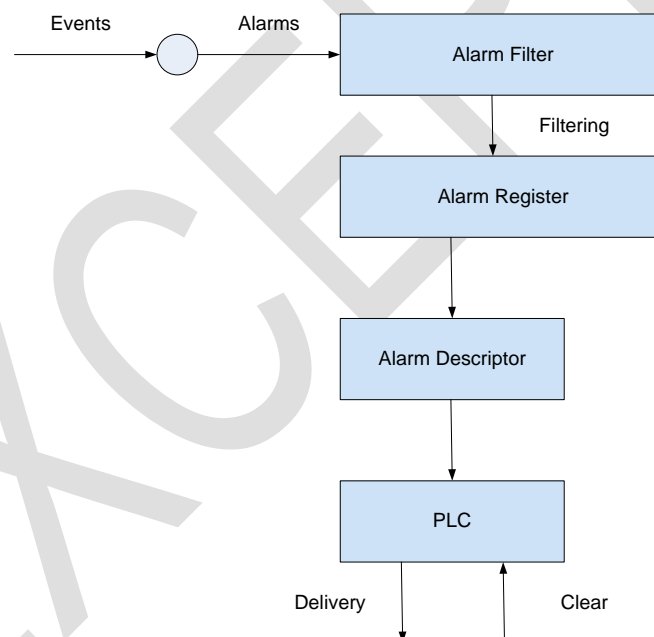 Events
Alarms
Alarm Filter
Filtering
Alarm Register
Alarm Descriptor
PLC
Delivery
Clear